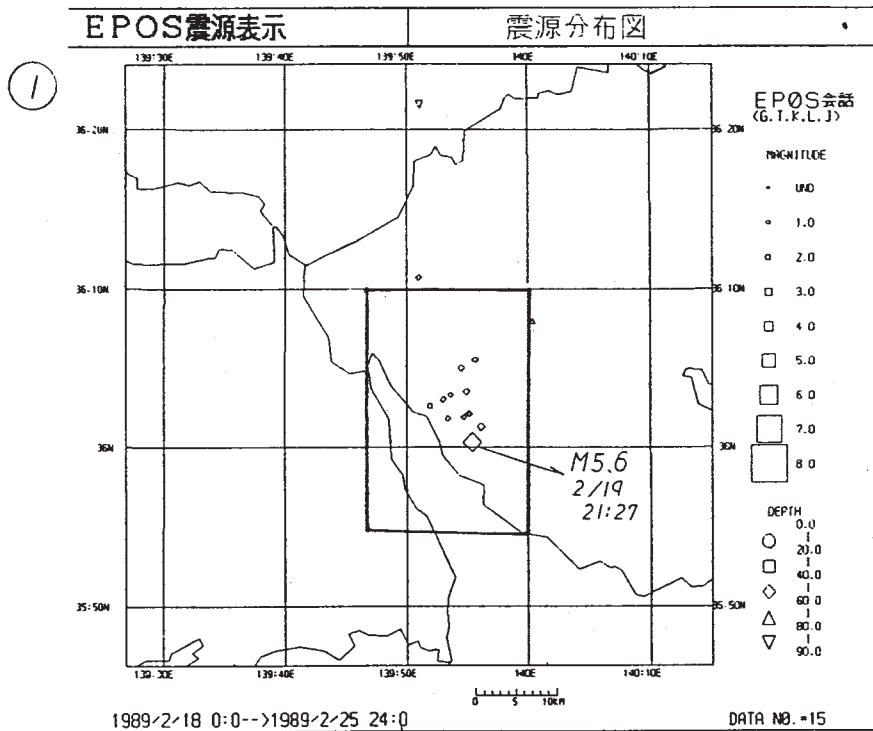 EPOS震源表示 震源分布図
①
139:30E 139:40E 139:50E 140E 140:10E
EPOS会話
(G.T.K.L.J)
36:20N 36:20N
MAGNITUDE
UND
1.0
2.0
36:10N 36:10N
3.0
4.0
5.0
6.0
7.0
8.0
36N 36N
M5.6
2/19
21:27
DEPTH
0.0
20.0
40.0
60.0
80.0
90.0
35:50N 35:50N
139:30E 139:40E 139:50E 140E 140:10E
0 5 10km
1989/2/18 0:0-->1989/2/25 24:0 DATA NO.=15